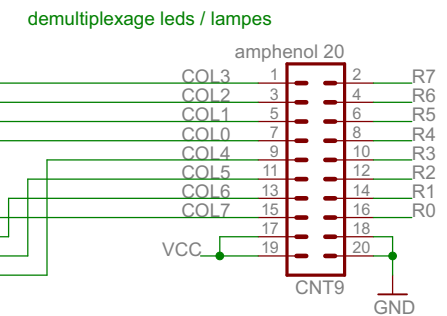 demultiplexage leds / lampes
amphenol 20
COL3 1 2 R7
COL2 3 4 R6
COL1 5 6 R5
COL0 7 8 R4
COL4 9 10 R3
COL5 11 12 R2
COL6 13 14 R1
COL7 15 16 R0
17 18
VCC 19 20
CNT9
GND